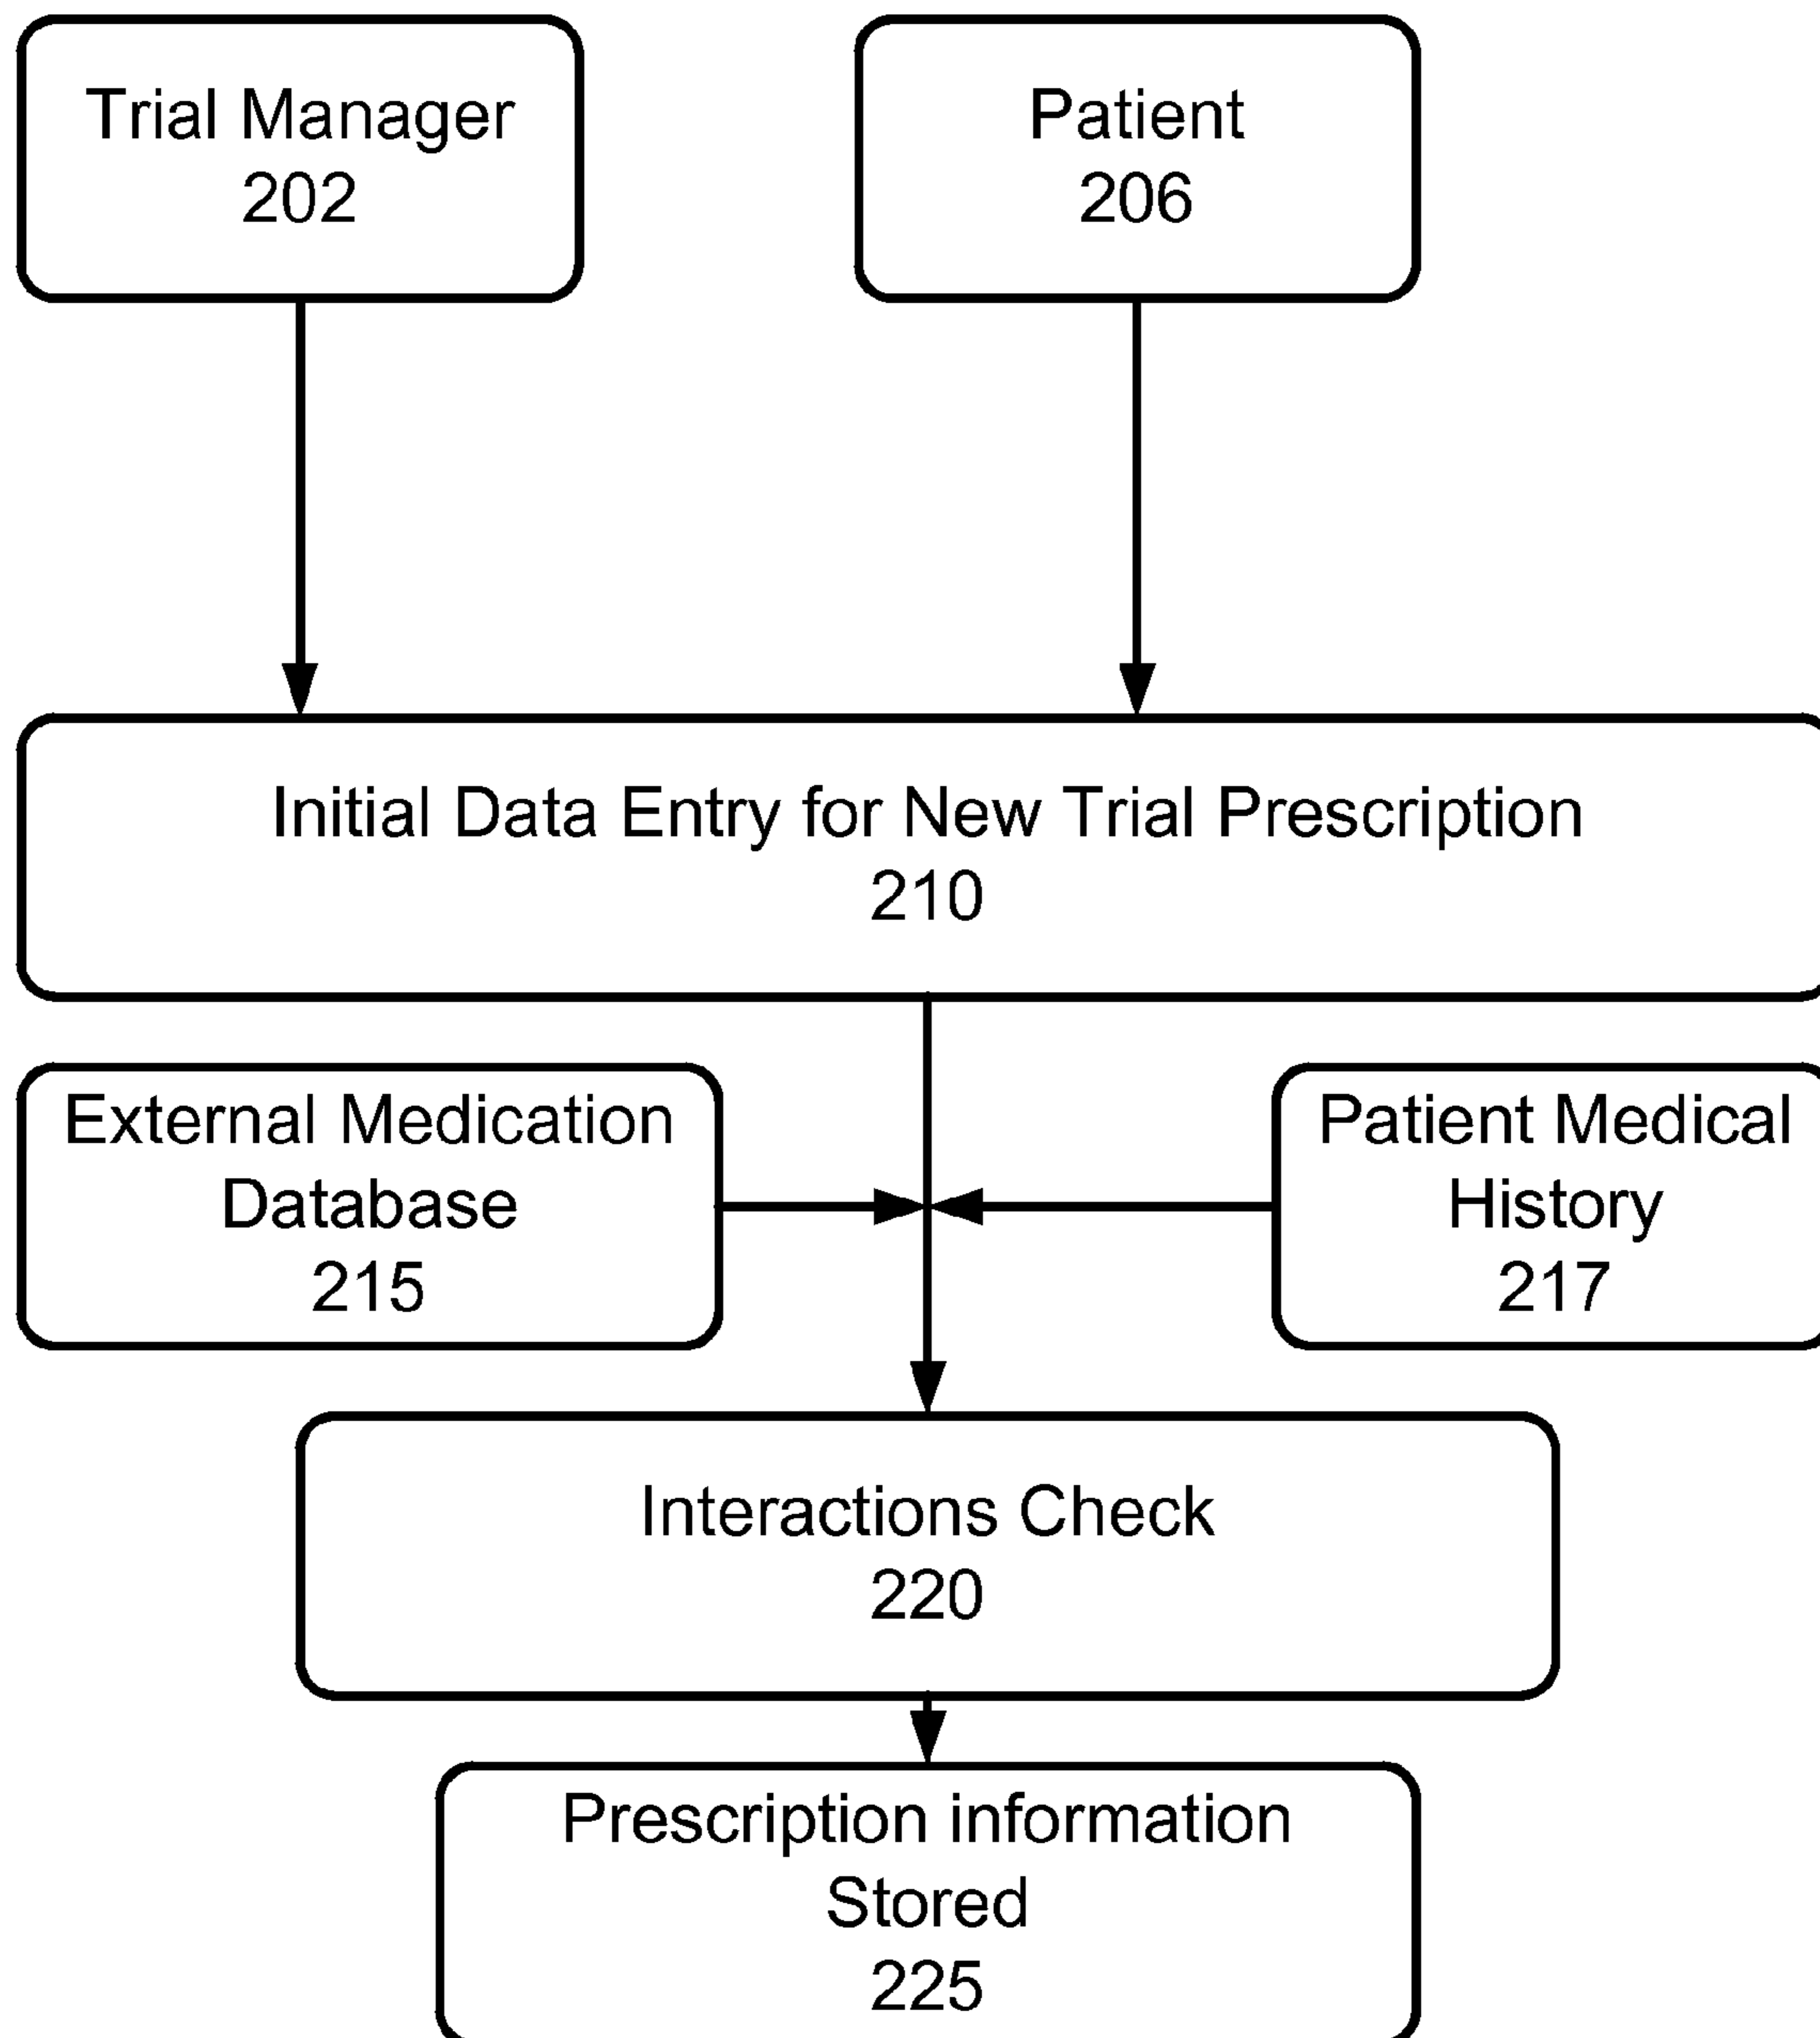 Trial Manager
202
Patient
206
Initial Data Entry for New Trial Prescription
210
External Medication
Database
215
Patient Medical
History
217
Interactions Check
220
Prescription information
Stored
225